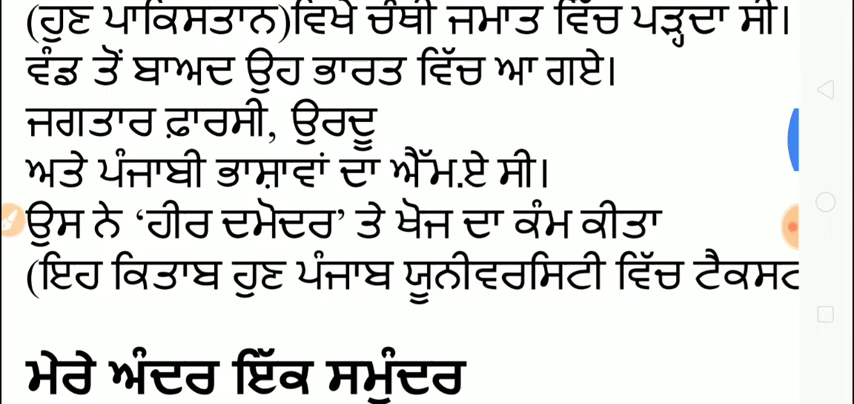 (ਹੁਣ ਪਾਕਿਸਤਾਨ)ਵਿਖੇ ਚੌਥੀ ਜਮਾਤ ਵਿੱਚ ਪੜ੍ਹਦਾ ਸੀ।
ਵੰਡ ਤੋਂ ਬਾਅਦ ਉਹ ਭਾਰਤ ਵਿੱਚ ਆ ਗਏ।
ਜਗਤਾਰ ਫ਼ਾਰਸੀ, ਉਰਦੂ
ਅਤੇ ਪੰਜਾਬੀ ਭਾਸ਼ਾਵਾਂ ਦਾ ਐੱਮ.ਏ ਸੀ।
ਉਸ ਨੇ ‘ਹੀਰ ਦਮੋਦਰ’ ਤੇ ਖੋਜ ਦਾ ਕੰਮ ਕੀਤਾ
(ਇਹ ਕਿਤਾਬ ਹੁਣ ਪੰਜਾਬ ਯੂਨੀਵਰਸਿਟੀ ਵਿੱਚ
ਮੇਰੇ ਅੰਦਰ ਇੱਕ ਸਮੁੰਦਰ